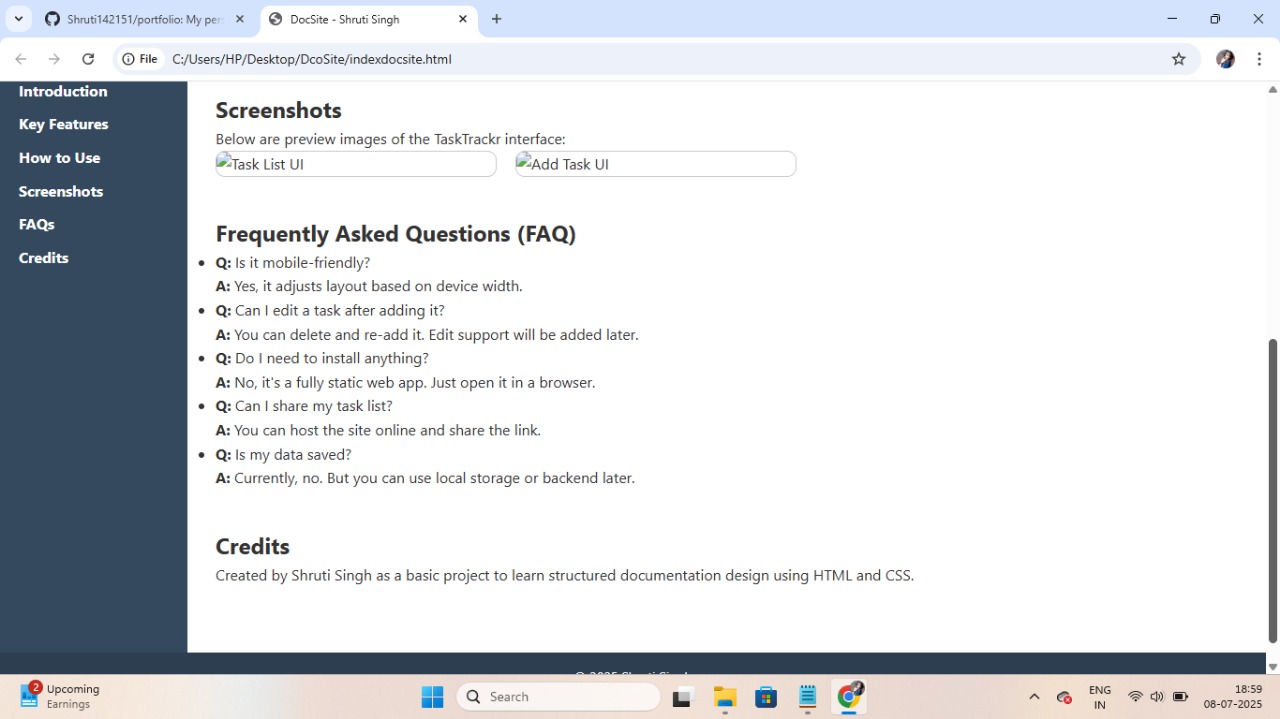 Shruti142151/portfolio: My per
DocSite - Shruti Singh
File
C:/Users/HP/Desktop/DcoSite/indexdocsite.html
Introduction
Key Features
How to Use
Screenshots
FAQs
Credits
Screenshots
Below are preview images of the TaskTrackr interface:
Task List UI
Add Task UI
Frequently Asked Questions (FAQ)
• Q: Is it mobile-friendly?
A: Yes, it adjusts layout based on device width.
• Q: Can I edit a task after adding it?
A: You can delete and re-add it. Edit support will be added later.
• Q: Do I need to install anything?
A: No, it's a fully static web app. Just open it in a browser.
• Q: Can I share my task list?
A: You can host the site online and share the link.
• Q: Is my data saved?
A: Currently, no. But you can use local storage or backend later.
Credits
Created by Shruti Singh as a basic project to learn structured documentation design using HTML and CSS.
© 2025 Shruti Singh
2
Upcoming
Earnings
Search
ENG
IN
18:59
08-07-2025